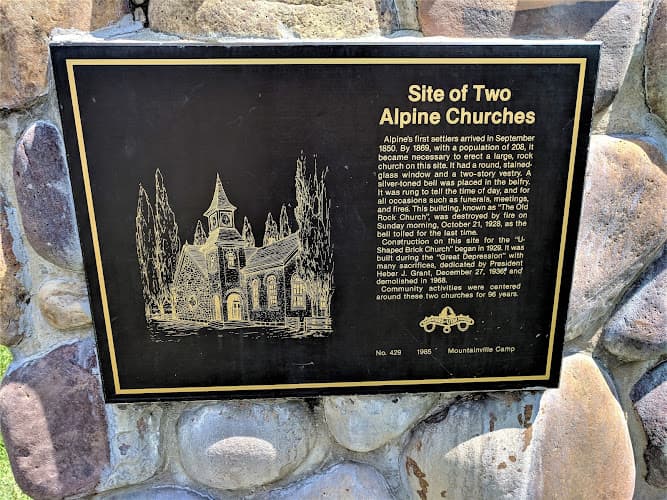 Site of Two
Alpine Churches
Alpine's first settlers arrived in September
1850. By 1869, with a population of 208, it
became necessary to erect a large, rock
church on this site. It had a round, stained-
glass window and a two-story vestry. A
silver-toned bell was placed in the belfry.
It was rung to tell the time of day, and for
all occasions such as funerals, meetings,
and fires. This building, known as "The Old
Rock Church", was destroyed by fire on
Sunday morning, October 21, 1928, as the
bell tolled for the last time.
Construction on this site for the "U-
Shaped Brick Church" began in 1929. It was
built during the "Great Depression" with
many sacrifices, dedicated by President
Heber J. Grant, December 27, 1936, and
demolished in 1968.
Community activities were centered
around these two churches for 96 years.
No. 429 1985 Mountainville Camp